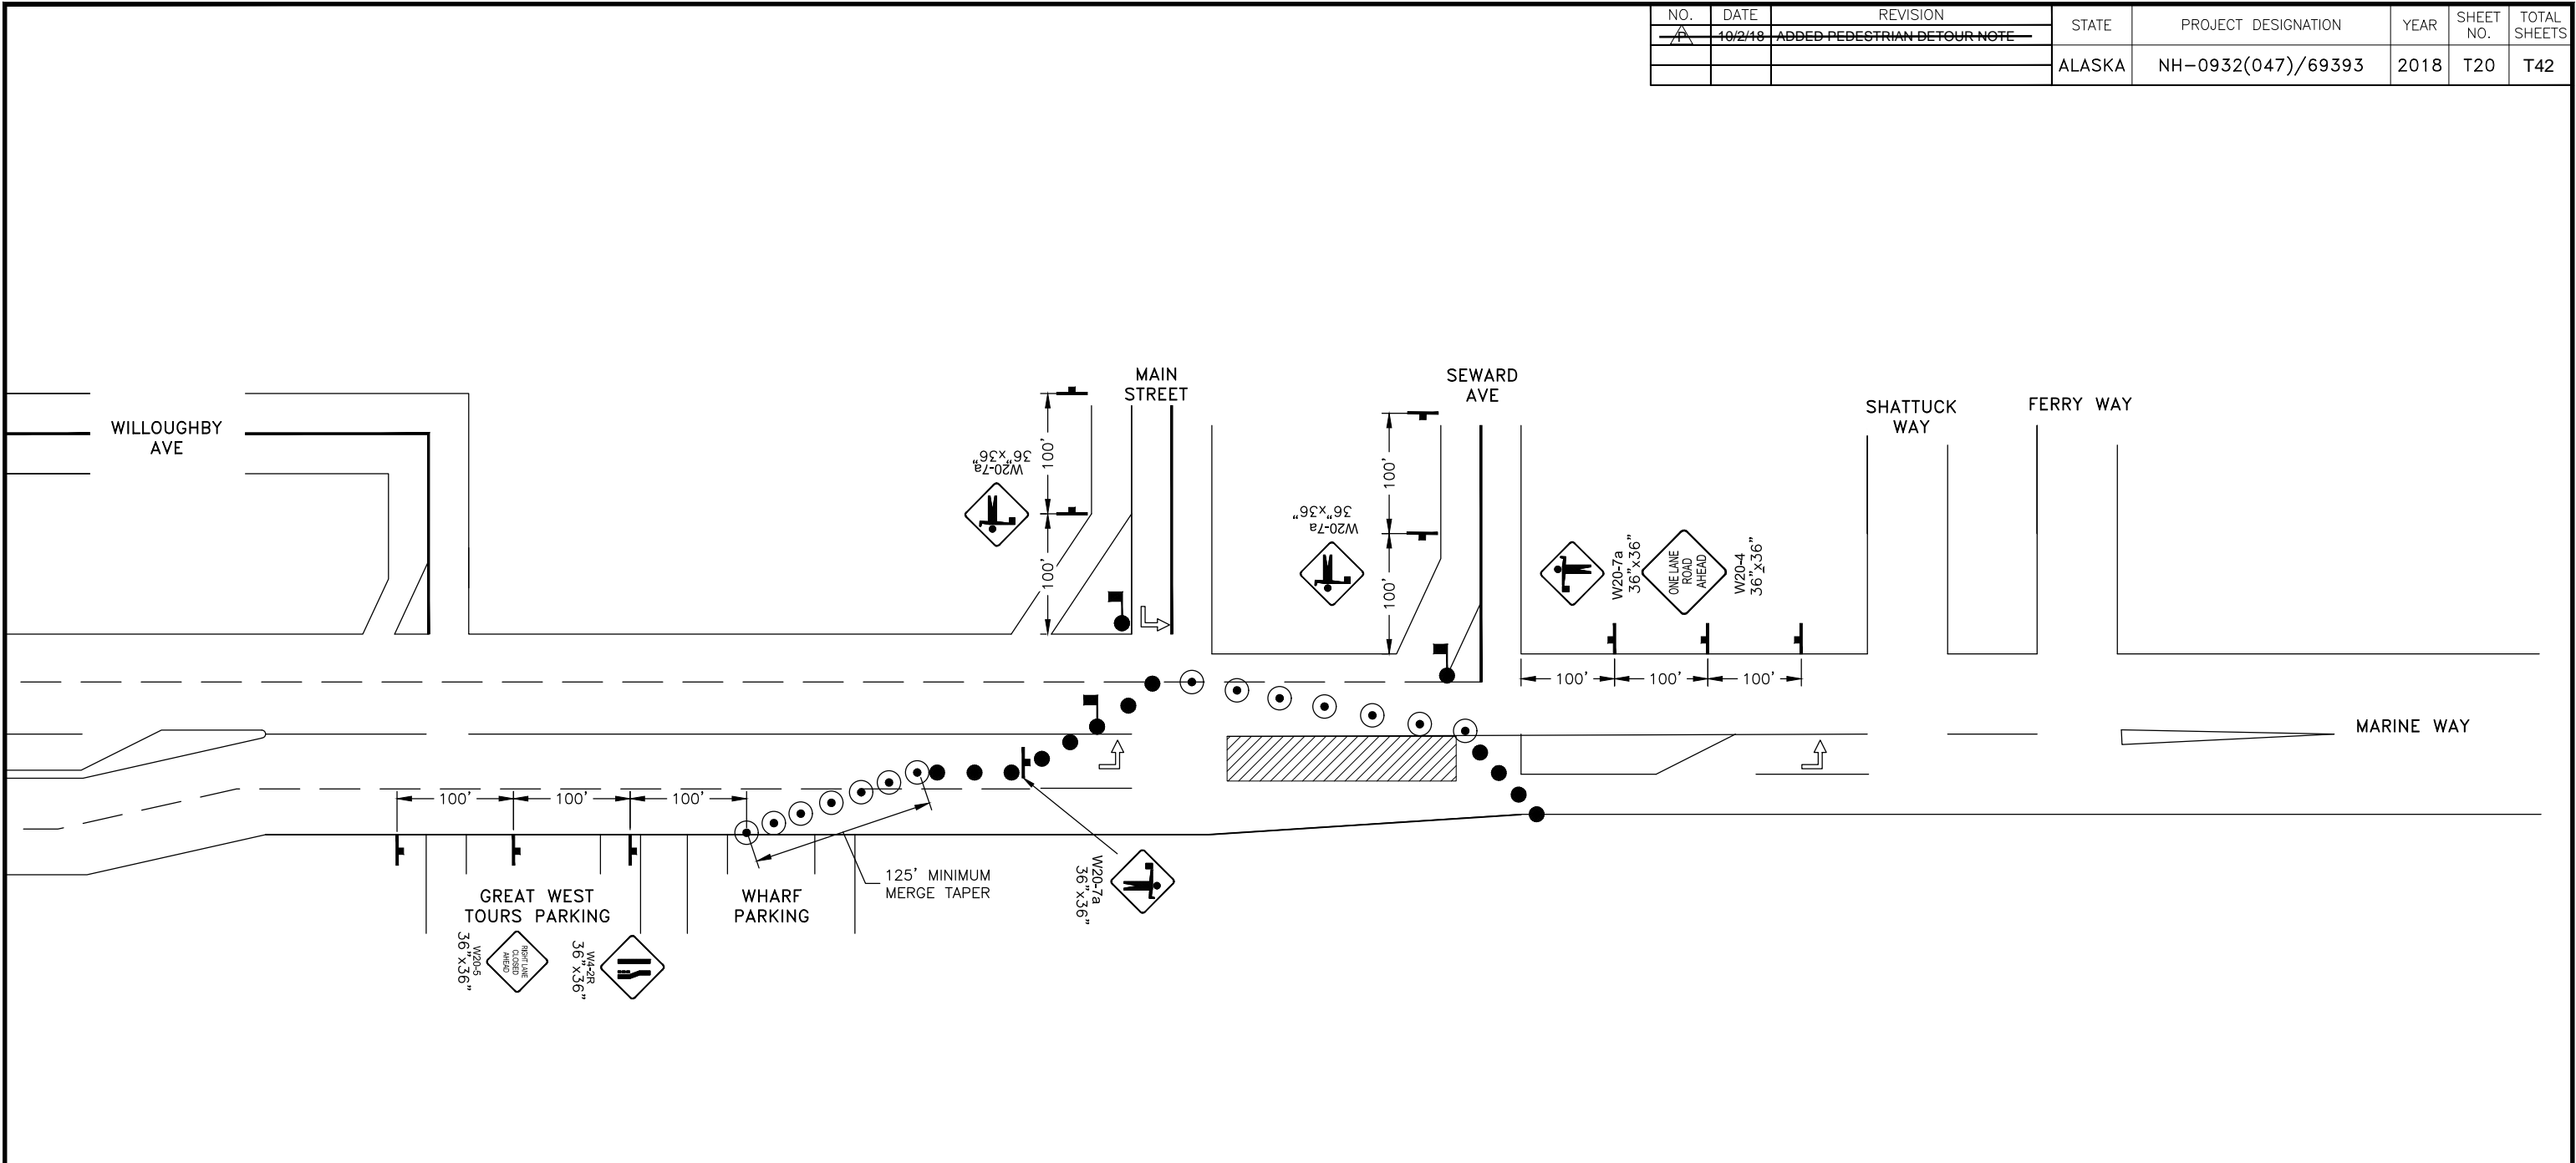 NO. DATE REVISION
P 10/2/18 ADDED PEDESTRIAN DETOUR NOTE
STATE PROJECT DESIGNATION YEAR SHEET NO. TOTAL SHEETS
ALASKA NH-0932(047)/69393 2018 T20 T42
WILLOUGHBY
AVE
MAIN
STREET
SEWARD
AVE
SHATTUCK
WAY
FERRY WAY
MARINE WAY
100'
100'
W20-7a
36"x36"
100'
100'
W20-7a
36"x36"
W20-7a
36"x36"
ONE LANE
ROAD
AHEAD
W20-4
36"x36"
100' 100' 100'
100' 100' 100'
125' MINIMUM
MERGE TAPER
W20-7a
36"x36"
GREAT WEST
TOURS PARKING
WHARF
PARKING
W20-5
36"x36"
RIGHT LANE
CLOSED
AHEAD
W4-2R
36"x36"